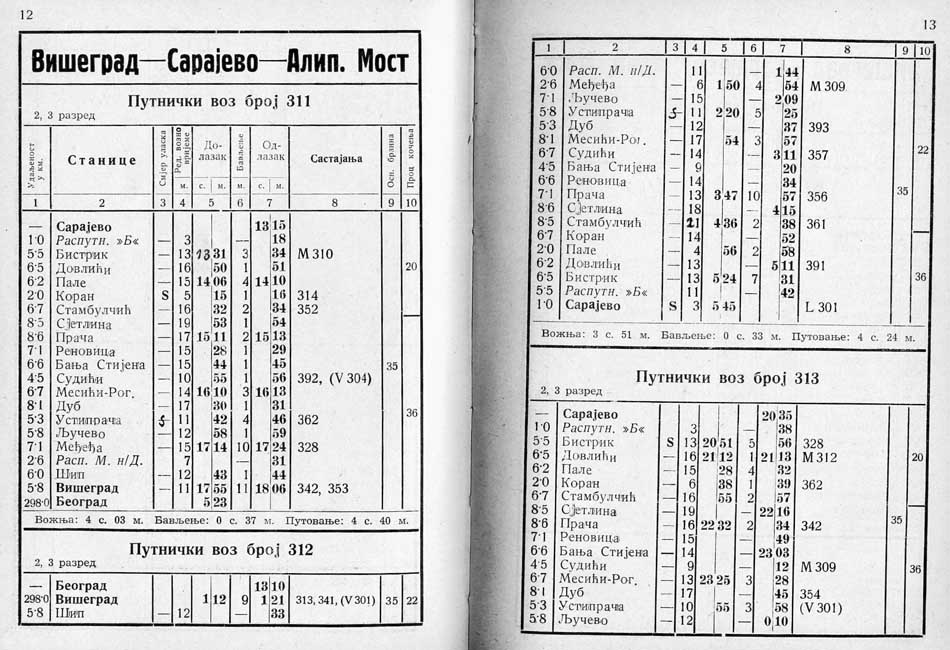 12
Вишеград—Сарајево—Алип. Мост
Путнички воз број 311
2, 3 разред
Удаљеност у км. Станице Смјер уласка Ред. возно вријеме До-лазак Бављење Од-лазак Састајања Осн. брзина Проц кочења
м. с. м. м. с. м.
1 2 3 4 5 6 7 8 9 10
— Сарајево 13 15
1·0 Распутн. »Б« — 3 — 18
5·5 Бистрик — 13 13 31 3 34 М 310
6·5 Довлићи — 16 50 1 51 20
6·2 Пале — 15 14 06 4 14 10
2·0 Коран S 5 15 1 16 314
6·7 Стамбулчић — 16 32 2 34 352
8·5 Сјетлина — 19 53 1 54
8·6 Прача — 17 15 11 2 15 13
7·1 Реновица — 15 28 1 29
6·6 Бања Стијена — 15 44 1 45 35
4·5 Судићи — 10 55 1 56 392, (V 304)
6·7 Месићи-Рог. — 14 16 10 3 16 13
8·1 Дуб — 17 30 1 31 36
5·3 Устипрача S 11 42 4 46 362
5·8 Ључево — 12 58 1 59
7·1 Међеђа — 15 17 14 10 17 24 328
2·6 Расп. М. н/Д. 7 — 31
6·0 Шип — 12 43 1 44
5·8 Вишеград — 11 17 55 11 18 06 342, 353
298·0 Београд 5 23
Вожња: 4 с. 03 м. Бављење: 0 с. 37 м. Путовање: 4 с. 40 м.
Путнички воз број 312
2, 3 разред
— Београд 13 10
298·0 Вишеград 1 12 9 1 21 313, 341, (V 301) 35 22
5·8 Шип — 12 — 33
13
1 2 3 4 5 6 7 8 9 10
6·0 Расп. М. н/Д. 11 1 44
2·6 Међеђа — 6 1 50 4 54 М 309
7·1 Ључево — 15 — 2 09
5·8 Устипрача S 11 2 20 5 25
5·3 Дуб — 12 — 37 393
8·1 Месићи-Рог. — 17 54 3 57 22
6·7 Судићи — 14 — 3 11 357
4·5 Бања Стијена — 9 — 20
6·6 Реновица — 14 — 34
7·1 Прача — 13 3 47 10 57 356 35
8·6 Сјетлина — 18 — 4 15
8·5 Стамбулчић — 21 4 36 2 38 361
6·7 Коран — 14 — 52
2·0 Пале — 4 56 2 58
6·2 Довлићи — 13 — 5 11 391
6·5 Бистрик — 13 5 24 7 31 36
5·5 Распутн. »Б« 11 — 42
1·0 Сарајево S 3 5 45 L 301
Вожња: 3 с. 51 м. Бављење: 0 с. 33 м. Путовање: 4 с. 24 м.
Путнички воз број 313
2, 3 разред
— Сарајево 20 35
1·0 Распутн. »Б« 3 — 38
5·5 Бистрик S 13 20 51 5 56 328
6·5 Довлићи — 16 21 12 1 21 13 М 312 20
6·2 Пале — 15 28 4 32
2·0 Коран — 6 38 1 39 362
6·7 Стамбулчић — 16 55 2 57
8·5 Сјетлина — 19 — 22 16
8·6 Прача — 16 22 32 2 34 342 35
7·1 Реновица — 15 — 49
6·6 Бања Стијена — 14 — 23 03
4·5 Судићи — 9 — 12 М 309 36
6·7 Месићи-Рог. — 13 23 25 3 28
8·1 Дуб — 17 — 45 354
5·3 Устипрача — 10 55 3 58 (V 301)
5·8 Ључево — 12 — 0 10